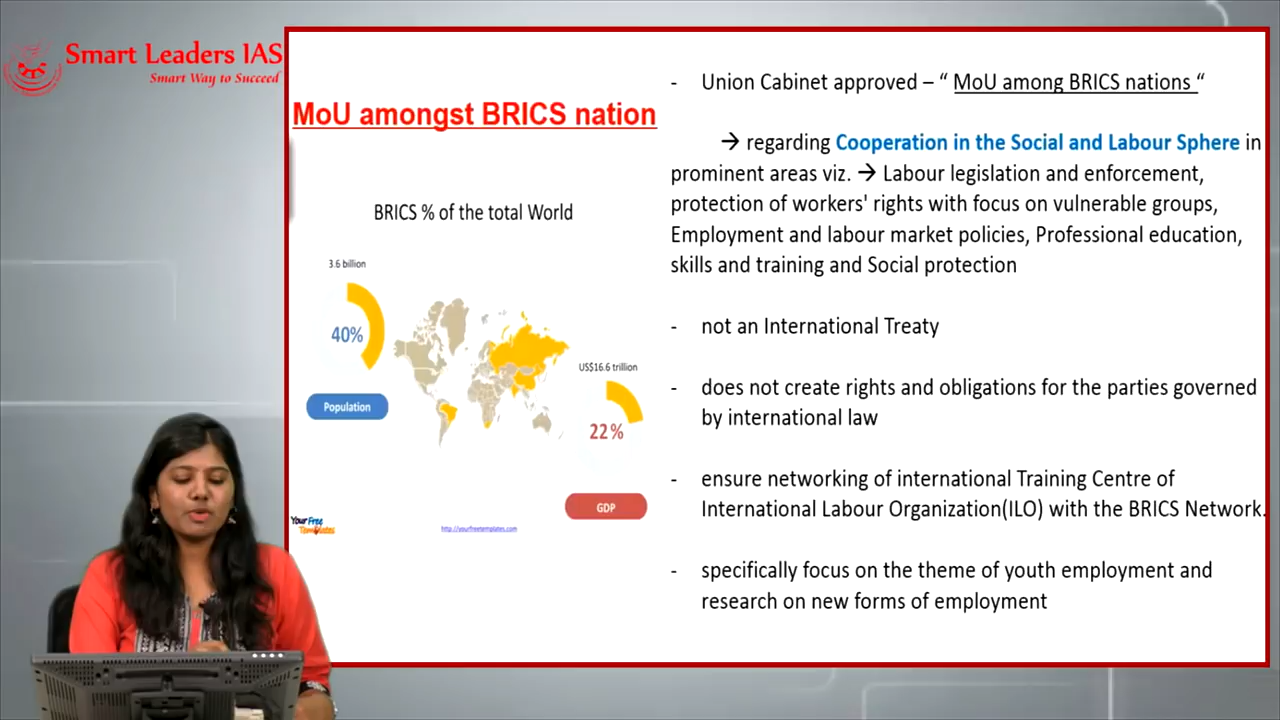 Smart Leaders IAS
Smart Way to Succeed
MoU amongst BRICS nation
BRICS % of the total World
3.6 billion
40%
Population
US$16.6 trillion
22%
GDP
Your Free
Templates
http://yourfreetemplates.com
- Union Cabinet approved – “ MoU among BRICS nations “
→ regarding Cooperation in the Social and Labour Sphere in
prominent areas viz. → Labour legislation and enforcement,
protection of workers' rights with focus on vulnerable groups,
Employment and labour market policies, Professional education,
skills and training and Social protection
- not an International Treaty
- does not create rights and obligations for the parties governed
by international law
- ensure networking of international Training Centre of
International Labour Organization(ILO) with the BRICS Network.
- specifically focus on the theme of youth employment and
research on new forms of employment